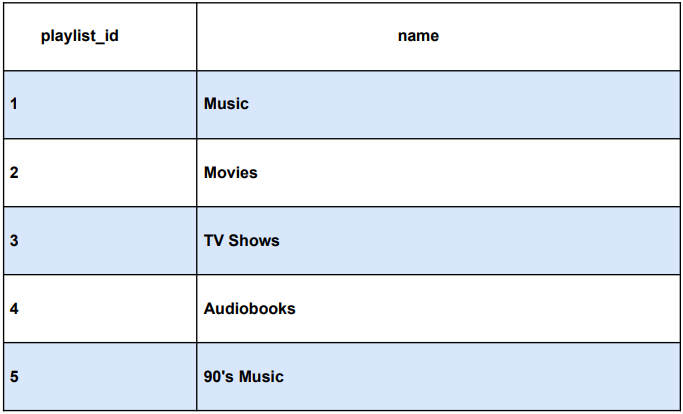 playlist_id name
1 Music
2 Movies
3 TV Shows
4 Audiobooks
5 90's Music